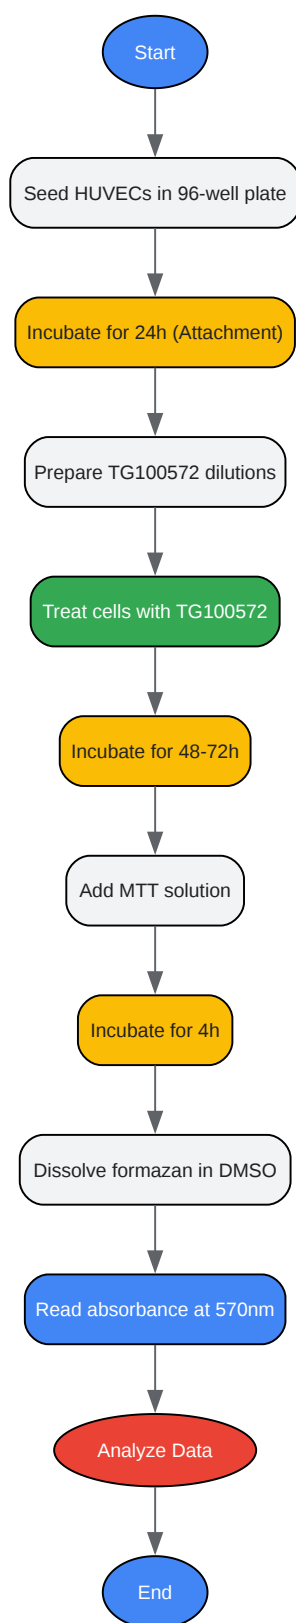 Start
Seed HUVECs in 96-well plate
Incubate for 24h (Attachment)
Prepare TG100572 dilutions
Treat cells with TG100572
Incubate for 48-72h
Add MTT solution
Incubate for 4h
Dissolve formazan in DMSO
Read absorbance at 570nm
Analyze Data
End